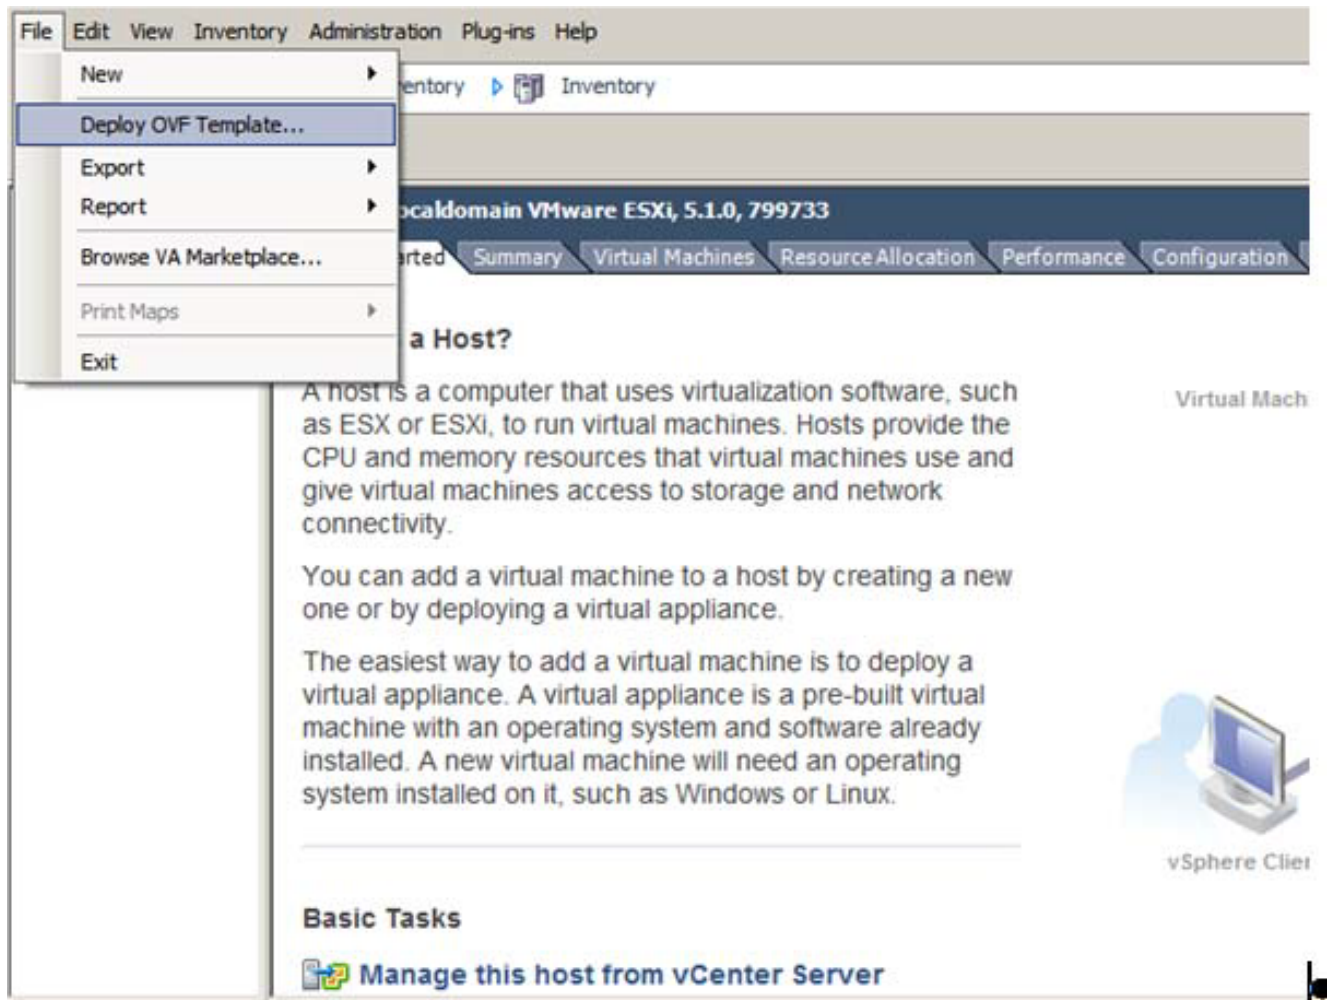 File Edit View Inventory Administration Plug-ins Help
New
entory Inventory
Deploy OVF Template...
Export
Report
ocaldomain VMware ESXi, 5.1.0, 799733
Browse VA Marketplace...
arted Summary Virtual Machines Resource Allocation Performance Configuration
Print Maps
Exit
a Host?
A host is a computer that uses virtualization software, such
as ESX or ESXi, to run virtual machines. Hosts provide the
CPU and memory resources that virtual machines use and
give virtual machines access to storage and network
connectivity.
You can add a virtual machine to a host by creating a new
one or by deploying a virtual appliance.
The easiest way to add a virtual machine is to deploy a
virtual appliance. A virtual appliance is a pre-built virtual
machine with an operating system and software already
installed. A new virtual machine will need an operating
system installed on it, such as Windows or Linux.
Virtual Mach
vSphere Clien
Basic Tasks
Manage this host from vCenter Server